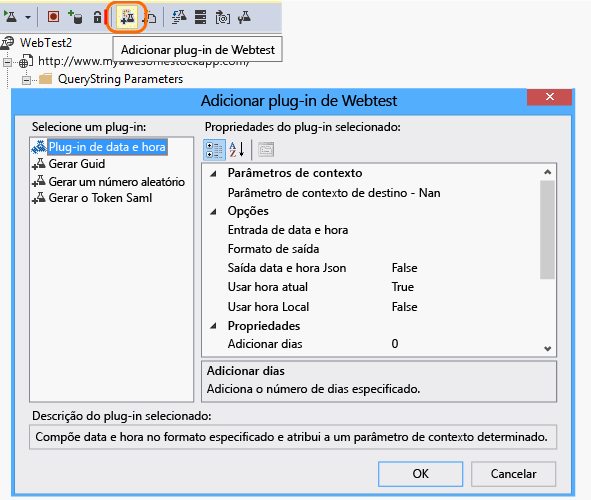 WebTest2
Adicionar plug-in de Webtest
http://www.myawesomestockapp.com/
QueryString Parameters
Adicionar plug-in de Webtest
Selecione um plug-in:
Propriedades do plug-in selecionado:
Plug-in de data e hora
Gerar Guid
Gerar um número aleatório
Gerar o Token Saml
Parâmetros de contexto
Parâmetro de contexto de destino - Nan
Opções
Entrada de data e hora
Formato de saída
Saída data e hora Json False
Usar hora atual True
Usar hora Local False
Propriedades
Adicionar dias 0
Adicionar dias
Adiciona o número de dias especificado.
Descrição do plug-in selecionado:
Compõe data e hora no formato especificado e atribui a um parâmetro de contexto determinado.
OK Cancelar